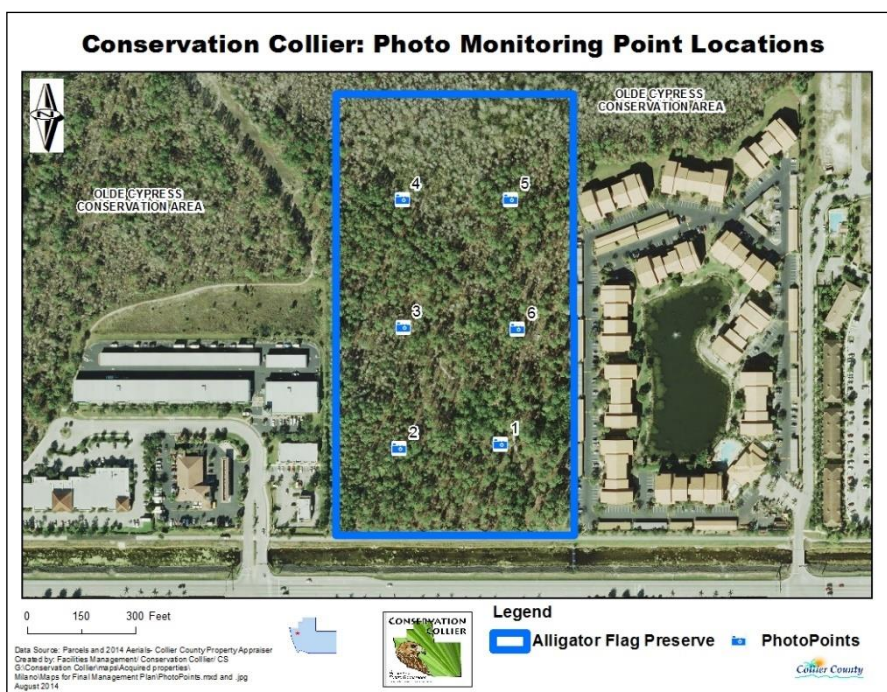 Conservation Collier: Photo Monitoring Point Locations
OLDE CYPRESS
CONSERVATION AREA
OLDE CYPRESS
CONSERVATION AREA
4
5
3
6
2
1
0 150 300 Feet
Data Source: Parcels and 2014 Aerials- Collier County Property Appraiser
Created by: Facilities Management/ Conservation Collier/ CS
G:\Conservation Collier\maps\Acquired properties\
Milano\Maps for Final Management Plan\PhotoPoints.mxd and .jpg
August 2014
CONSERVATION
COLLIER
Legend
Alligator Flag Preserve
PhotoPoints
Collier County